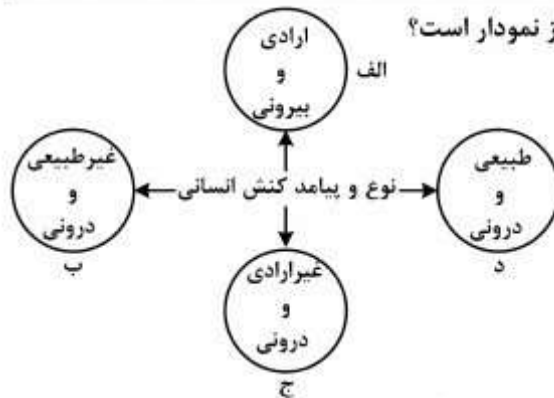 ز نمودار است؟
ارادی
و
بیرونی
الف
غیرطبیعی
و
درونی
ب
نوع و پیامد کنش انسانی
طبیعی
و
درونی
د
غیرارادی
و
درونی
ج